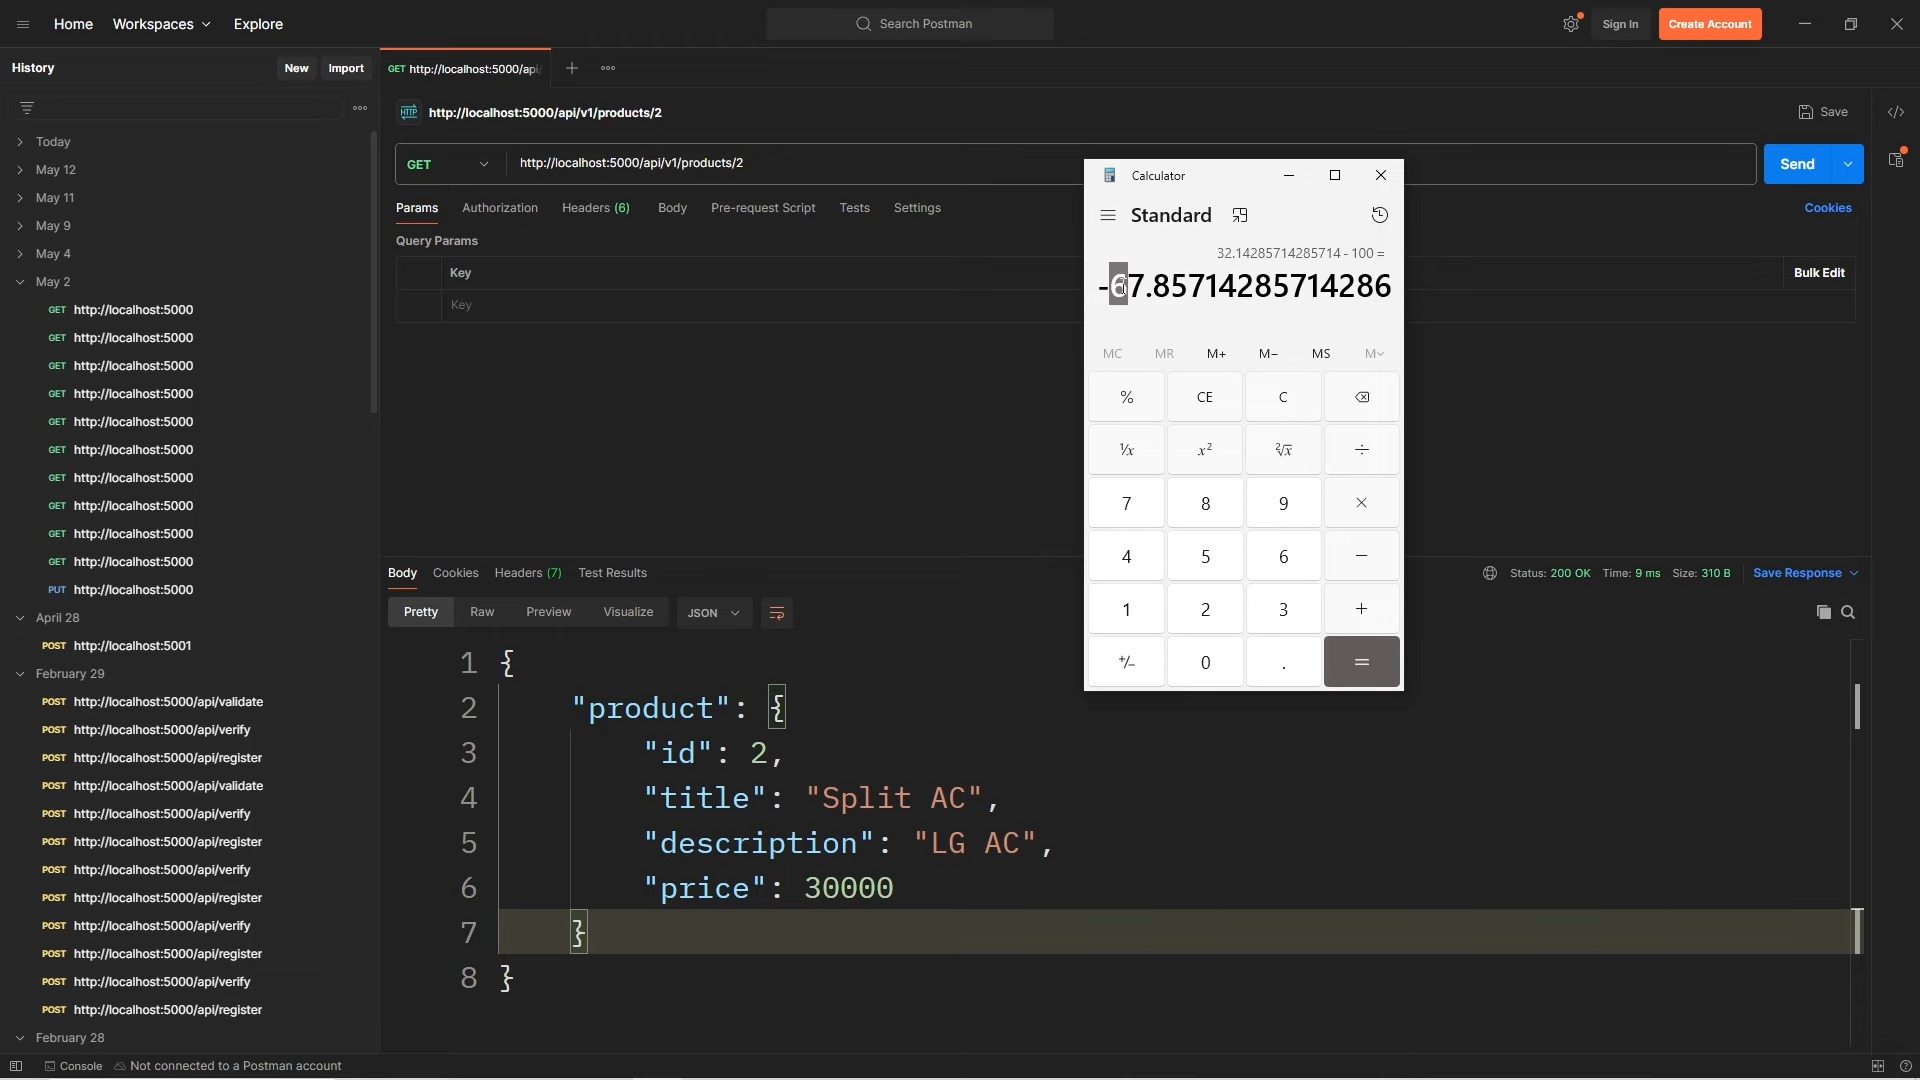 Home
Workspaces
Explore
Search Postman
Sign In
Create Account
History
New
Import
GET http://localhost:5000/api/
http://localhost:5000/api/v1/products/2
Save
GET
http://localhost:5000/api/v1/products/2
Send
Params
Authorization
Headers (6)
Body
Pre-request Script
Tests
Settings
Cookies
Query Params
Key
Bulk Edit
Key
Today
May 12
May 11
May 9
May 4
May 2
GET http://localhost:5000
GET http://localhost:5000
GET http://localhost:5000
GET http://localhost:5000
GET http://localhost:5000
GET http://localhost:5000
GET http://localhost:5000
GET http://localhost:5000
GET http://localhost:5000
GET http://localhost:5000
PUT http://localhost:5000
April 28
POST http://localhost:5001
February 29
POST http://localhost:5000/api/validate
POST http://localhost:5000/api/verify
POST http://localhost:5000/api/register
POST http://localhost:5000/api/validate
POST http://localhost:5000/api/verify
POST http://localhost:5000/api/register
POST http://localhost:5000/api/verify
POST http://localhost:5000/api/register
POST http://localhost:5000/api/verify
POST http://localhost:5000/api/register
POST http://localhost:5000/api/verify
POST http://localhost:5000/api/register
February 28
Calculator
Standard
32.14285714285714 - 100 =
-67.85714285714286
MC MR M+ M− MS M
% CE C
⅟x x² ²√x ÷
7 8 9 ×
4 5 6 −
1 2 3 +
+/− 0 . =
Body
Cookies
Headers (7)
Test Results
Status: 200 OK
Time: 9 ms
Size: 310 B
Save Response
Pretty
Raw
Preview
Visualize
JSON
1 {
2 "product": {
3 "id": 2,
4 "title": "Split AC",
5 "description": "LG AC",
6 "price": 30000
7 }
8 }
Console
Not connected to a Postman account